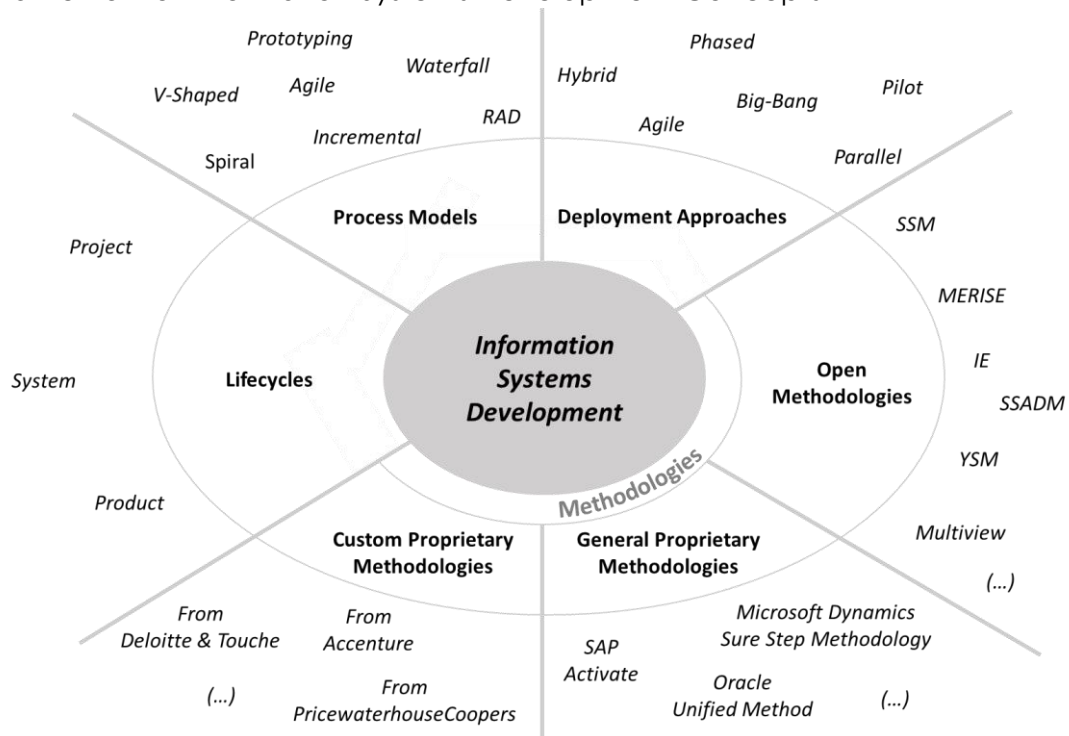 Prototyping
Waterfall
V-Shaped
Agile
Incremental
RAD
Spiral
Process Models
Phased
Hybrid
Big-Bang
Pilot
Agile
Parallel
Deployment Approaches
Project
System
Product
Lifecycles
Information
Systems
Development
Methodologies
SSM
MERISE
IE
SSADM
YSM
Multiview
(...)
Open
Methodologies
Custom Proprietary
Methodologies
From
Deloitte & Touche
From
Accenture
(...)
From
PricewaterhouseCoopers
General Proprietary
Methodologies
SAP
Activate
Microsoft Dynamics
Sure Step Methodology
Oracle
Unified Method
(...)